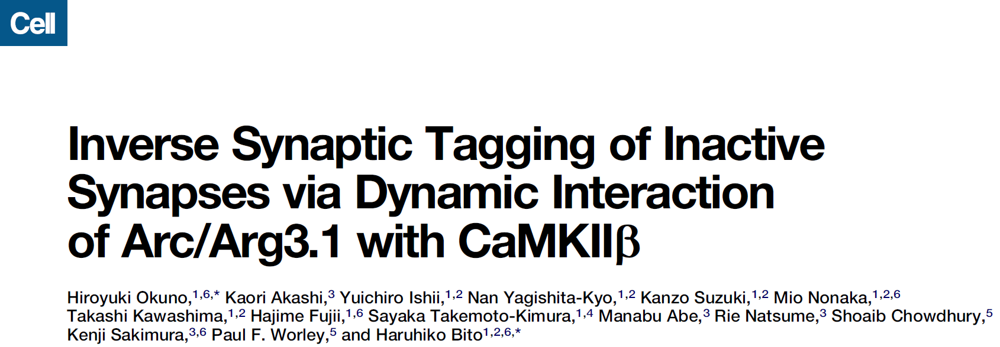 Cell
Inverse Synaptic Tagging of Inactive
Synapses via Dynamic Interaction
of Arc/Arg3.1 with CaMKIIβ
Hiroyuki Okuno,1,6,* Kaori Akashi,3 Yuichiro Ishii,1,2 Nan Yagishita-Kyo,1,2 Kanzo Suzuki,1,2 Mio Nonaka,1,2,6
Takashi Kawashima,1,2 Hajime Fujii,1,6 Sayaka Takemoto-Kimura,1,4 Manabu Abe,3 Rie Natsume,3 Shoaib Chowdhury,5
Kenji Sakimura,3,6 Paul F. Worley,5 and Haruhiko Bito1,2,6,*